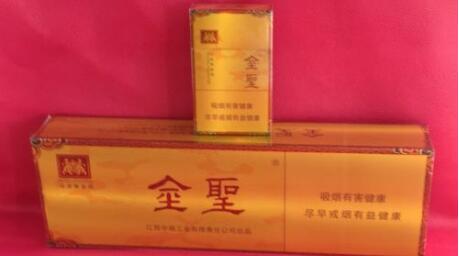 金聖
吸烟有害健康
尽早戒烟有益健康
金聖
吸烟有害健康
尽早戒烟有益健康
江西中烟工业有限责任公司出品